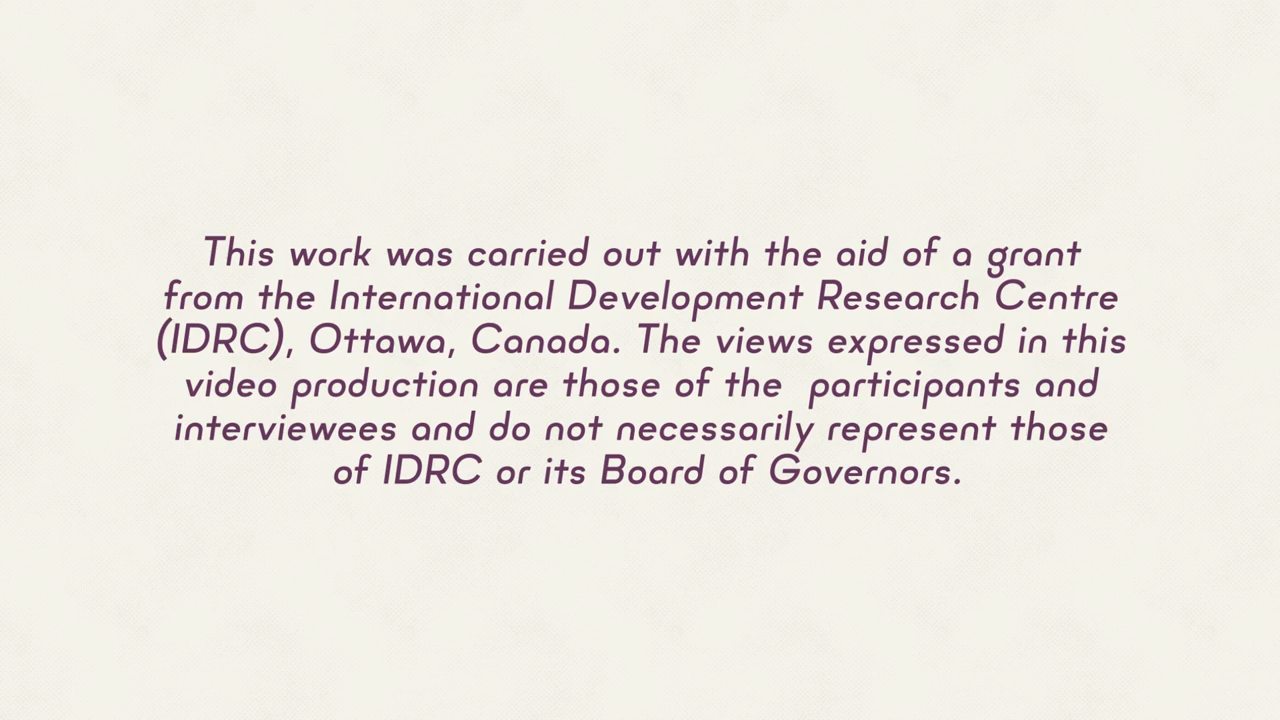 This work was carried out with the aid of a grant
from the International Development Research Centre
(IDRC), Ottawa, Canada. The views expressed in this
video production are those of the  participants and
interviewees and do not necessarily represent those
of IDRC or its Board of Governors.